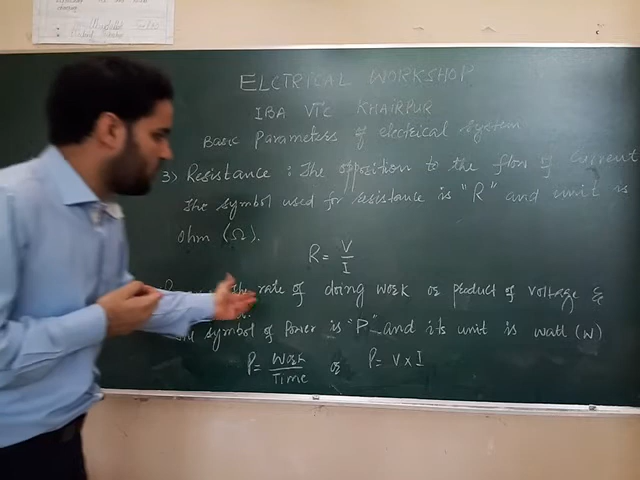 ELCTRICAL WORKSHOP
IBA VTC KHAIRPUR
Basic Parameters of electrical system
3) Resistance : The opposition to the flow of current
The symbol used for resistance is "R" and unit is
ohm (Ω).
R = V/I
the rate of doing work or product of voltage &
symbol of power is "P" and its unit is watt (W)
P = Work/Time or P = V x I